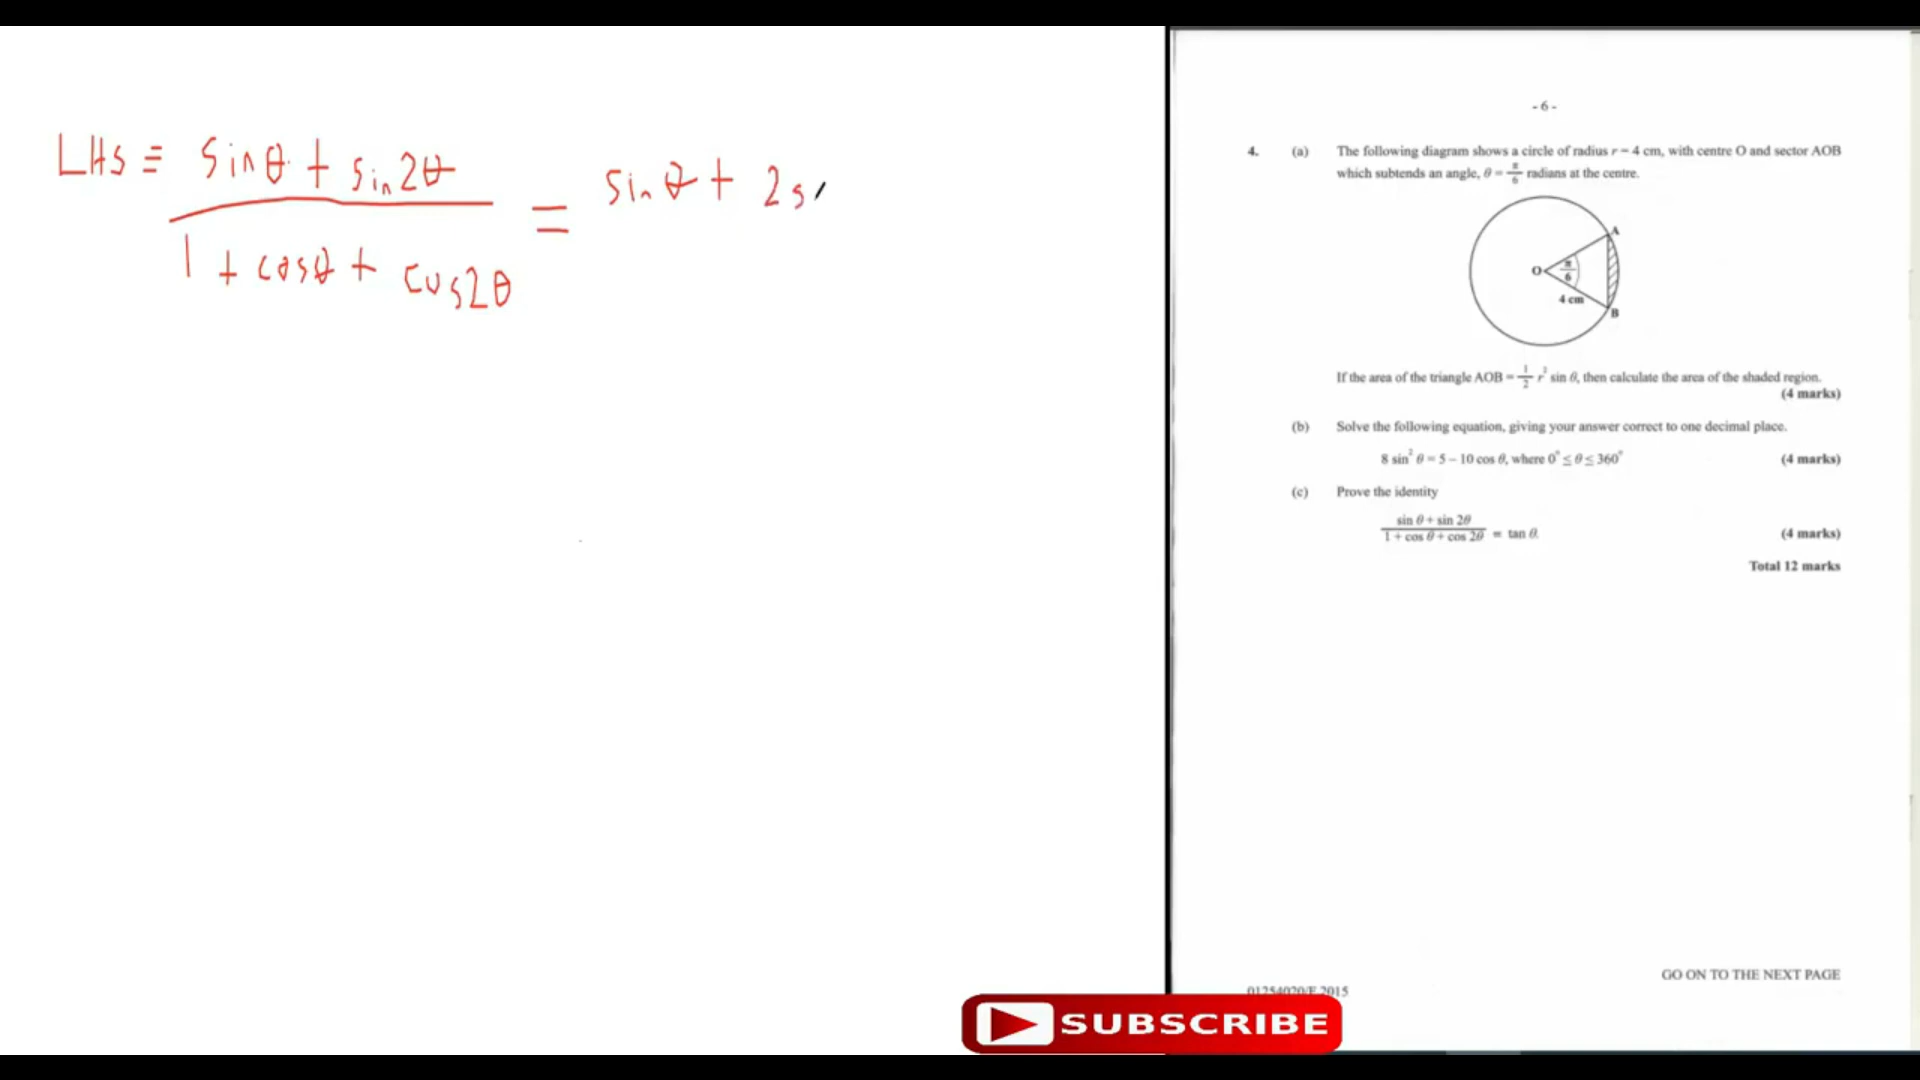 LHS ≡ sinθ + sin2θ = sinθ + 2s
1 + cosθ + cos2θ
- 6 -
4. (a) The following diagram shows a circle of radius r = 4 cm, with centre O and sector AOB
which subtends an angle, θ = π/6 radians at the centre.
A
O π/6
4 cm
B
If the area of the triangle AOB = 1/2 r² sin θ, then calculate the area of the shaded region.
(4 marks)
(b) Solve the following equation, giving your answer correct to one decimal place.
8 sin² θ = 5 – 10 cos θ, where 0° ≤ θ ≤ 360° (4 marks)
(c) Prove the identity
sin θ + sin 2θ
1 + cos θ + cos 2θ = tan θ. (4 marks)
Total 12 marks
GO ON TO THE NEXT PAGE
01254020/F 2015
SUBSCRIBE